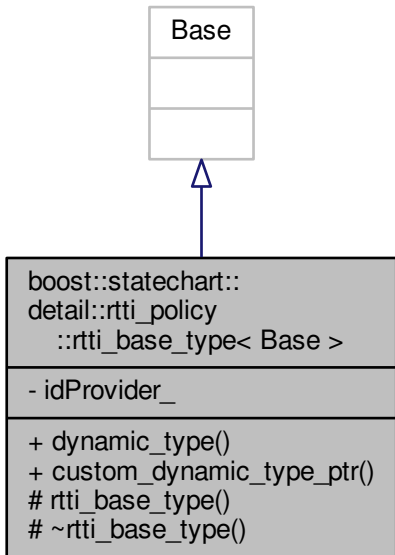 Base
boost::statechart::
detail::rtti_policy
::rtti_base_type< Base >
- idProvider_
+ dynamic_type()
+ custom_dynamic_type_ptr()
# rtti_base_type()
# ~rtti_base_type()